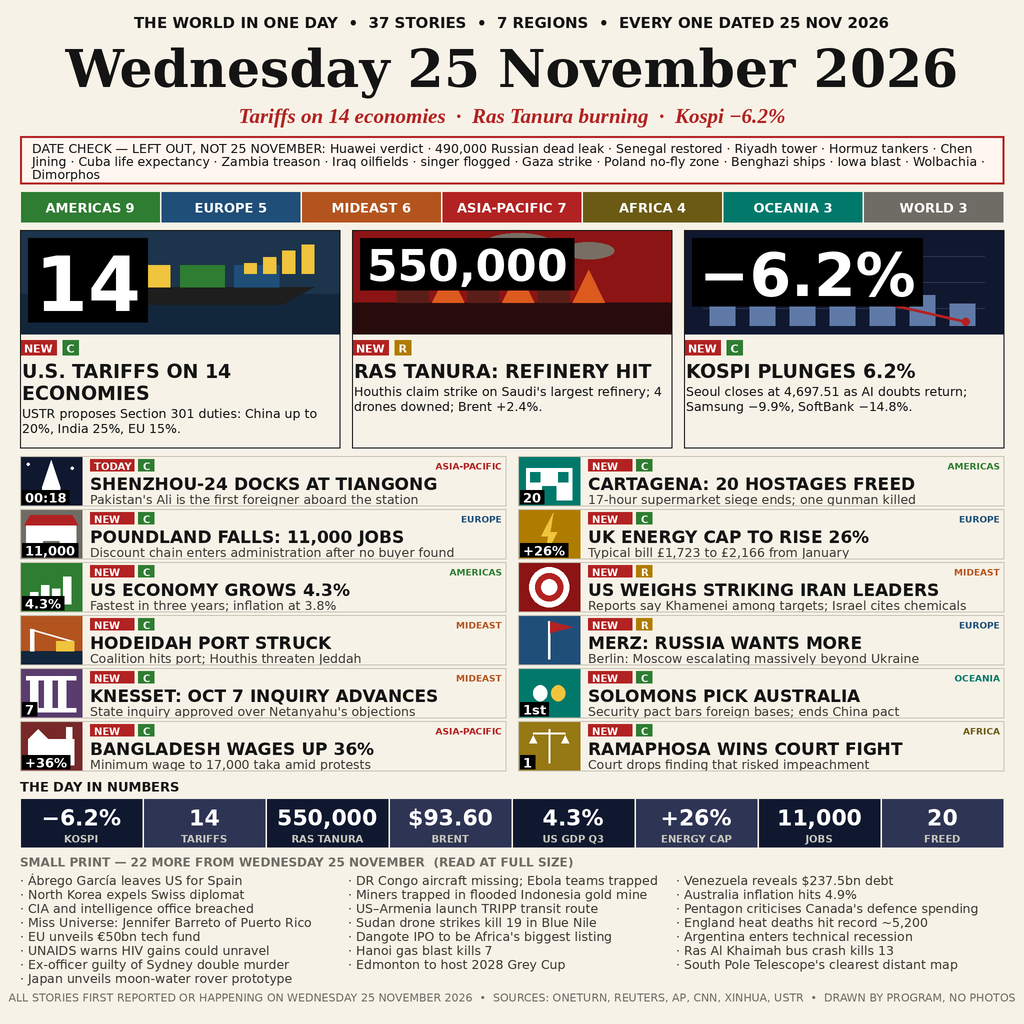 THE WORLD IN ONE DAY • 37 STORIES • 7 REGIONS • EVERY ONE DATED 25 NOV 2026
Wednesday 25 November 2026
Tariffs on 14 economies · Ras Tanura burning · Kospi −6.2%
DATE CHECK — LEFT OUT, NOT 25 NOVEMBER: Huawei verdict · 490,000 Russian dead leak · Senegal restored · Riyadh tower · Hormuz tankers · Chen
Jining · Cuba life expectancy · Zambia treason · Iraq oilfields · singer flogged · Gaza strike · Poland no-fly zone · Benghazi ships · Iowa blast · Wolbachia ·
Dimorphos
AMERICAS 9
EUROPE 5
MIDEAST 6
ASIA-PACIFIC 7
AFRICA 4
OCEANIA 3
WORLD 3
14
NEW C
U.S. TARIFFS ON 14
ECONOMIES
USTR proposes Section 301 duties: China up to
20%, India 25%, EU 15%.
550,000
NEW R
RAS TANURA: REFINERY HIT
Houthis claim strike on Saudi's largest refinery; 4
drones downed; Brent +2.4%.
−6.2%
NEW C
KOSPI PLUNGES 6.2%
Seoul closes at 4,697.51 as AI doubts return;
Samsung −9.9%, SoftBank −14.8%.
00:18
TODAY C
ASIA-PACIFIC
SHENZHOU-24 DOCKS AT TIANGONG
Pakistan's Ali is the first foreigner aboard the station
20
NEW C
AMERICAS
CARTAGENA: 20 HOSTAGES FREED
17-hour supermarket siege ends; one gunman killed
11,000
NEW C
EUROPE
POUNDLAND FALLS: 11,000 JOBS
Discount chain enters administration after no buyer found
+26%
NEW C
EUROPE
UK ENERGY CAP TO RISE 26%
Typical bill £1,723 to £2,166 from January
4.3%
NEW C
AMERICAS
US ECONOMY GROWS 4.3%
Fastest in three years; inflation at 3.8%
NEW R
MIDEAST
US WEIGHS STRIKING IRAN LEADERS
Reports say Khamenei among targets; Israel cites chemicals
NEW C
MIDEAST
HODEIDAH PORT STRUCK
Coalition hits port; Houthis threaten Jeddah
NEW R
EUROPE
MERZ: RUSSIA WANTS MORE
Berlin: Moscow escalating massively beyond Ukraine
7
NEW C
MIDEAST
KNESSET: OCT 7 INQUIRY ADVANCES
State inquiry approved over Netanyahu's objections
1st
NEW C
OCEANIA
SOLOMONS PICK AUSTRALIA
Security pact bars foreign bases; ends China pact
+36%
NEW C
ASIA-PACIFIC
BANGLADESH WAGES UP 36%
Minimum wage to 17,000 taka amid protests
1
NEW C
AFRICA
RAMAPHOSA WINS COURT FIGHT
Court drops finding that risked impeachment
THE DAY IN NUMBERS
−6.2%
KOSPI
14
TARIFFS
550,000
RAS TANURA
$93.60
BRENT
4.3%
US GDP Q3
+26%
ENERGY CAP
11,000
JOBS
20
FREED
SMALL PRINT — 22 MORE FROM WEDNESDAY 25 NOVEMBER (READ AT FULL SIZE)
· Ábrego García leaves US for Spain
· North Korea expels Swiss diplomat
· CIA and intelligence office breached
· Miss Universe: Jennifer Barreto of Puerto Rico
· EU unveils €50bn tech fund
· UNAIDS warns HIV gains could unravel
· Ex-officer guilty of Sydney double murder
· Japan unveils moon-water rover prototype
· DR Congo aircraft missing; Ebola teams trapped
· Miners trapped in flooded Indonesia gold mine
· US–Armenia launch TRIPP transit route
· Sudan drone strikes kill 19 in Blue Nile
· Dangote IPO to be Africa's biggest listing
· Hanoi gas blast kills 7
· Edmonton to host 2028 Grey Cup
· Venezuela reveals $237.5bn debt
· Australia inflation hits 4.9%
· Pentagon criticises Canada's defence spending
· England heat deaths hit record ~5,200
· Argentina enters technical recession
· Ras Al Khaimah bus crash kills 13
· South Pole Telescope's clearest distant map
ALL STORIES FIRST REPORTED OR HAPPENING ON WEDNESDAY 25 NOVEMBER 2026 • SOURCES: ONETURN, REUTERS, AP, CNN, XINHUA, USTR • DRAWN BY PROGRAM, NO PHOTOS